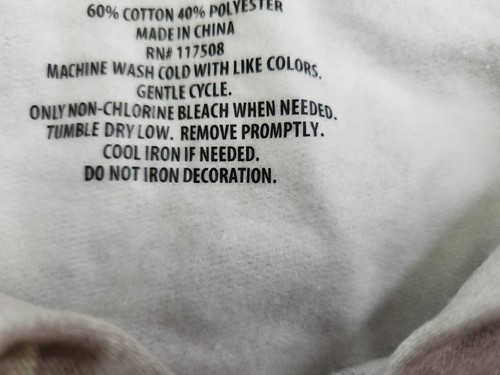 60% COTTON 40% POLYESTER
MADE IN CHINA
RN# 117508
MACHINE WASH COLD WITH LIKE COLORS.
GENTLE CYCLE.
ONLY NON-CHLORINE BLEACH WHEN NEEDED.
TUMBLE DRY LOW. REMOVE PROMPTLY.
COOL IRON IF NEEDED.
DO NOT IRON DECORATION.